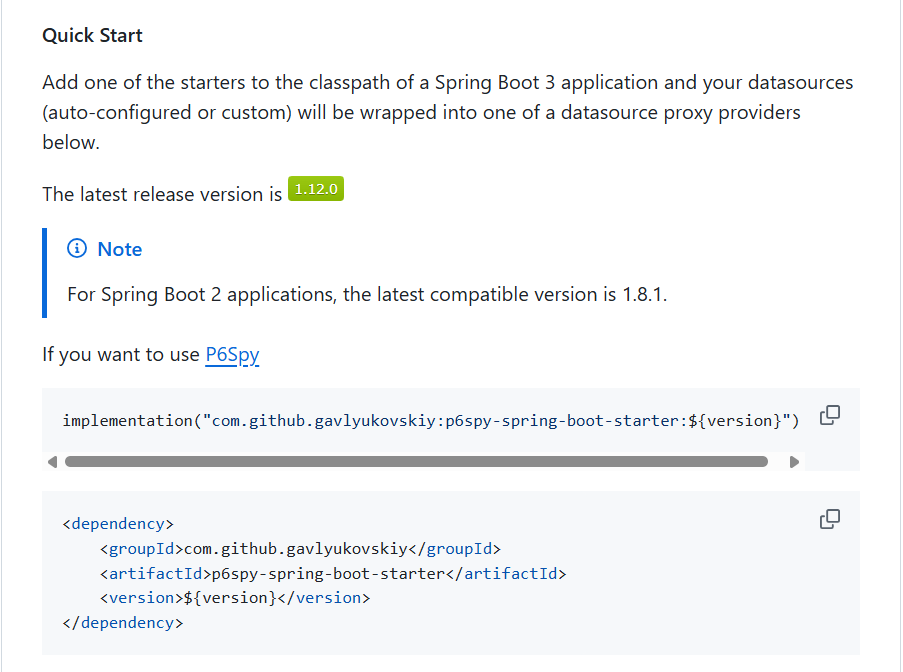 Quick Start
Add one of the starters to the classpath of a Spring Boot 3 application and your datasources
(auto-configured or custom) will be wrapped into one of a datasource proxy providers
below.
The latest release version is 1.12.0
Note
For Spring Boot 2 applications, the latest compatible version is 1.8.1.
If you want to use P6Spy
implementation("com.github.gavlyukovskiy:p6spy-spring-boot-starter:${version}")
<dependency>
    <groupId>com.github.gavlyukovskiy</groupId>
    <artifactId>p6spy-spring-boot-starter</artifactId>
    <version>${version}</version>
</dependency>